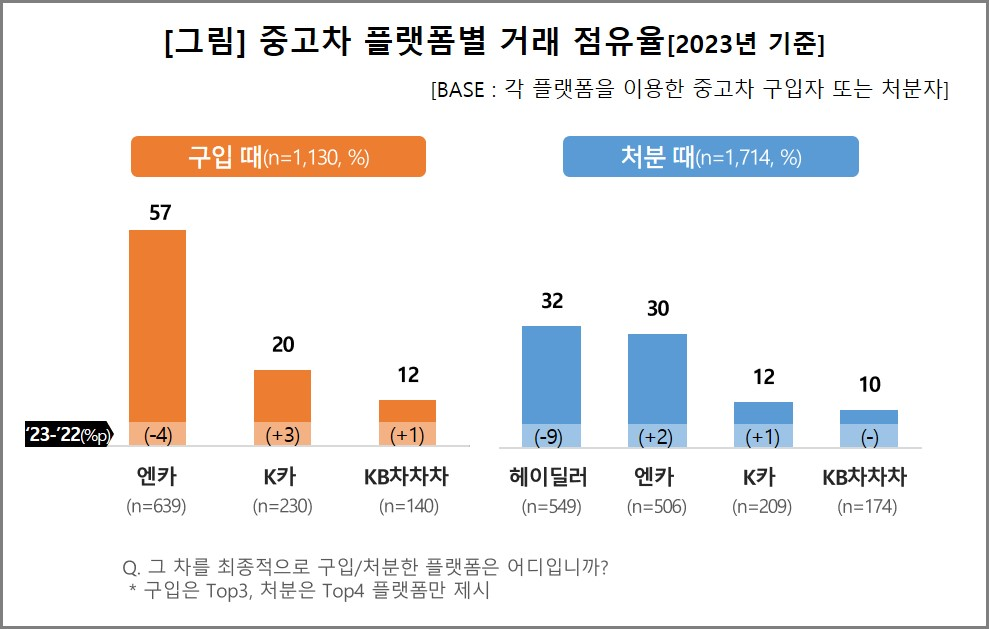 [그림] 중고차 플랫폼별 거래 점유율[2023년 기준]
[BASE : 각 플랫폼을 이용한 중고차 구입자 또는 처분자]
구입 때(n=1,130, %)
처분 때(n=1,714, %)
57
20
12
32
30
12
10
‘23-’22(%p)
(-4)
(+3)
(+1)
(-9)
(+2)
(+1)
(-)
엔카
K카
KB차차차
헤이딜러
엔카
K카
KB차차차
(n=639)
(n=230)
(n=140)
(n=549)
(n=506)
(n=209)
(n=174)
Q. 그 차를 최종적으로 구입/처분한 플랫폼은 어디입니까?
* 구입은 Top3, 처분은 Top4 플랫폼만 제시